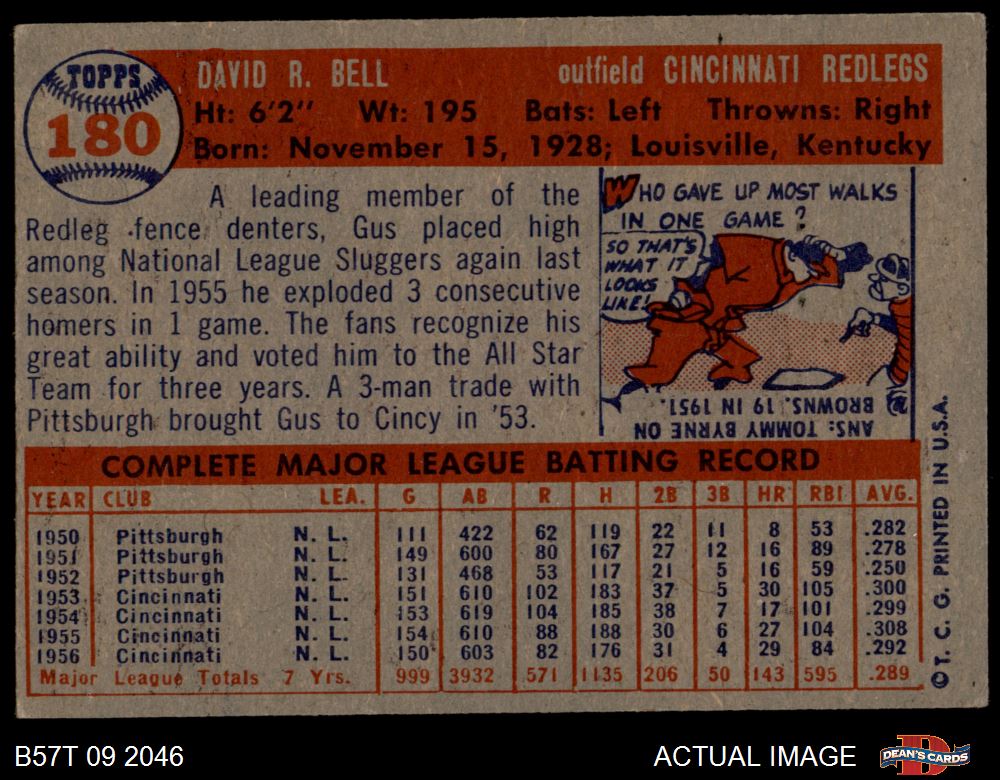 TOPPS
180
DAVID R. BELL outfield CINCINNATI REDLEGS
Ht: 6'2" Wt: 195 Bats: Left Throws: Right
Born: November 15, 1928; Louisville, Kentucky
A leading member of the
Redleg fence denters, Gus placed high
among National League Sluggers again last
season. In 1955 he exploded 3 consecutive
homers in 1 game. The fans recognize his
great ability and voted him to the All Star
Team for three years. A 3-man trade with
Pittsburgh brought Gus to Cincy in '53.
WHO GAVE UP MOST WALKS
IN ONE GAME?
SO THAT'S
WHAT IT
LOOKS
LIKE!
ANS: TOMMY BYRNE ON
BROWNS. 19 IN 1951.
COMPLETE MAJOR LEAGUE BATTING RECORD
YEAR CLUB LEA. G AB R H 2B 3B HR RBI AVG.
1950 Pittsburgh N. L. 111 422 62 119 22 11 8 53 .282
1951 Pittsburgh N. L. 149 600 80 167 27 12 16 89 .278
1952 Pittsburgh N. L. 131 468 53 117 21 5 16 59 .250
1953 Cincinnati N. L. 151 610 102 183 37 5 30 105 .300
1954 Cincinnati N. L. 153 619 104 185 38 7 17 101 .299
1955 Cincinnati N. L. 154 610 88 188 30 6 27 104 .308
1956 Cincinnati N. L. 150 603 82 176 31 4 29 84 .292
Major League Totals 7 Yrs. 999 3932 571 1135 206 50 143 595 .289
©T. C. G. PRINTED IN U.S.A.
B57T 09 2046 ACTUAL IMAGE DEAN'S CARDS